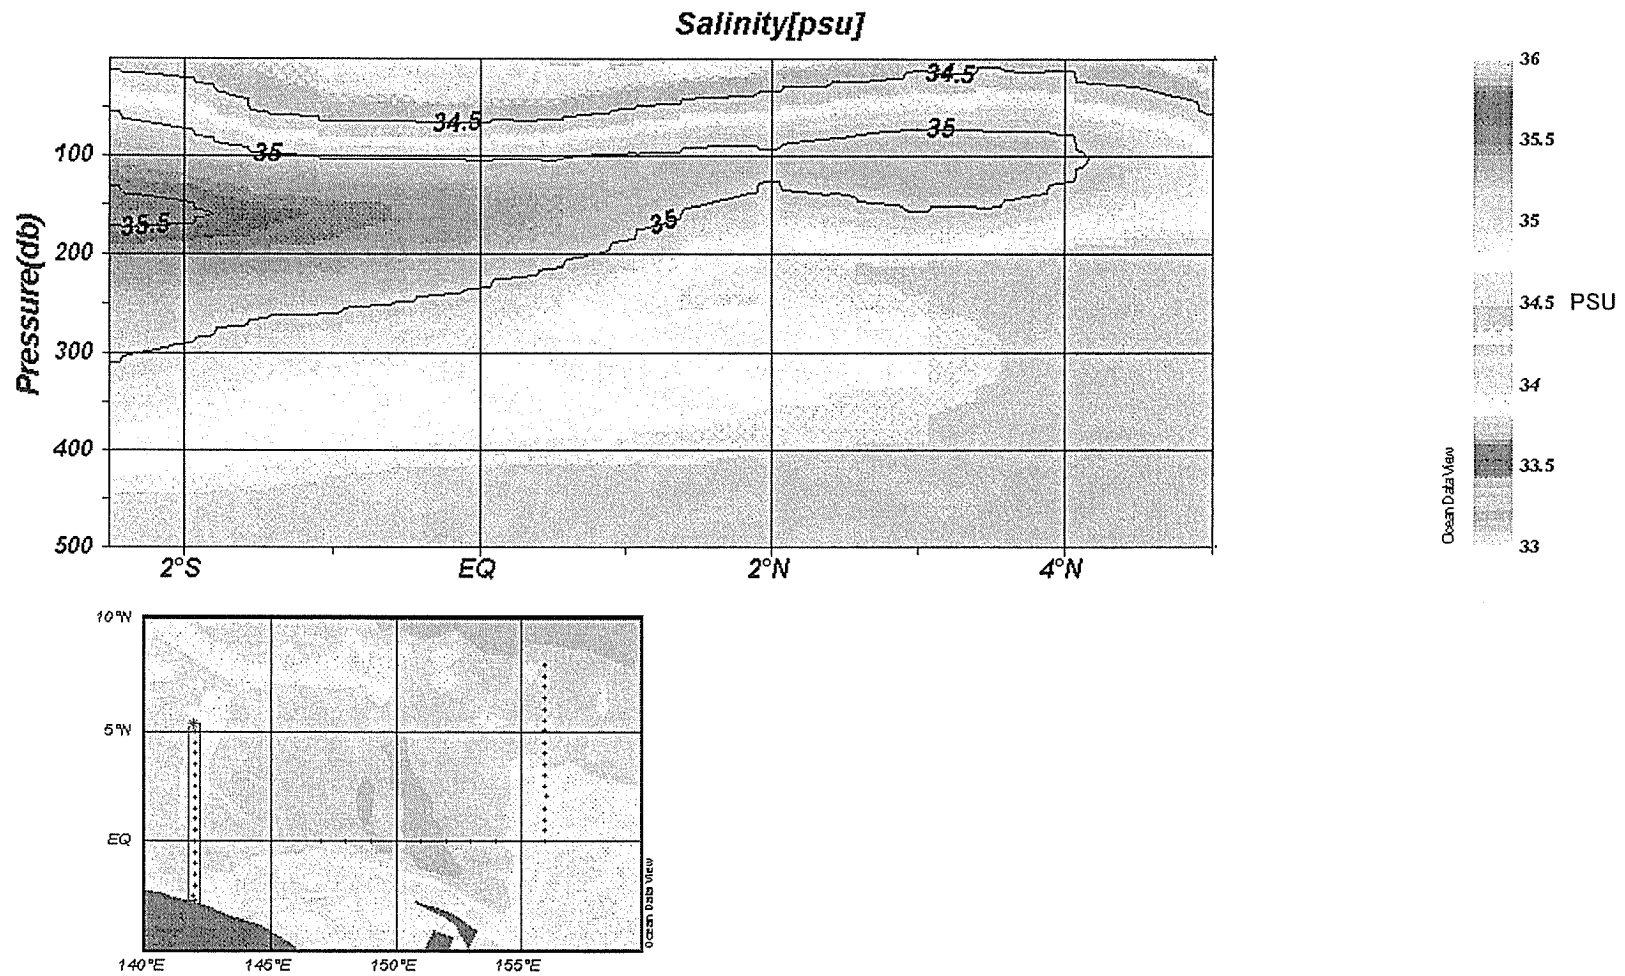 Salinity[psu]
34.5
34.5
35
35
35.5
35
Pressure(db)
100
200
300
400
500
2°S
EQ
2°N
4°N
36
35.5
35
34.5 PSU
34
33.5
33
Ocean Data View
10°N
5°N
EQ
140°E
145°E
150°E
155°E
Ocean Data View